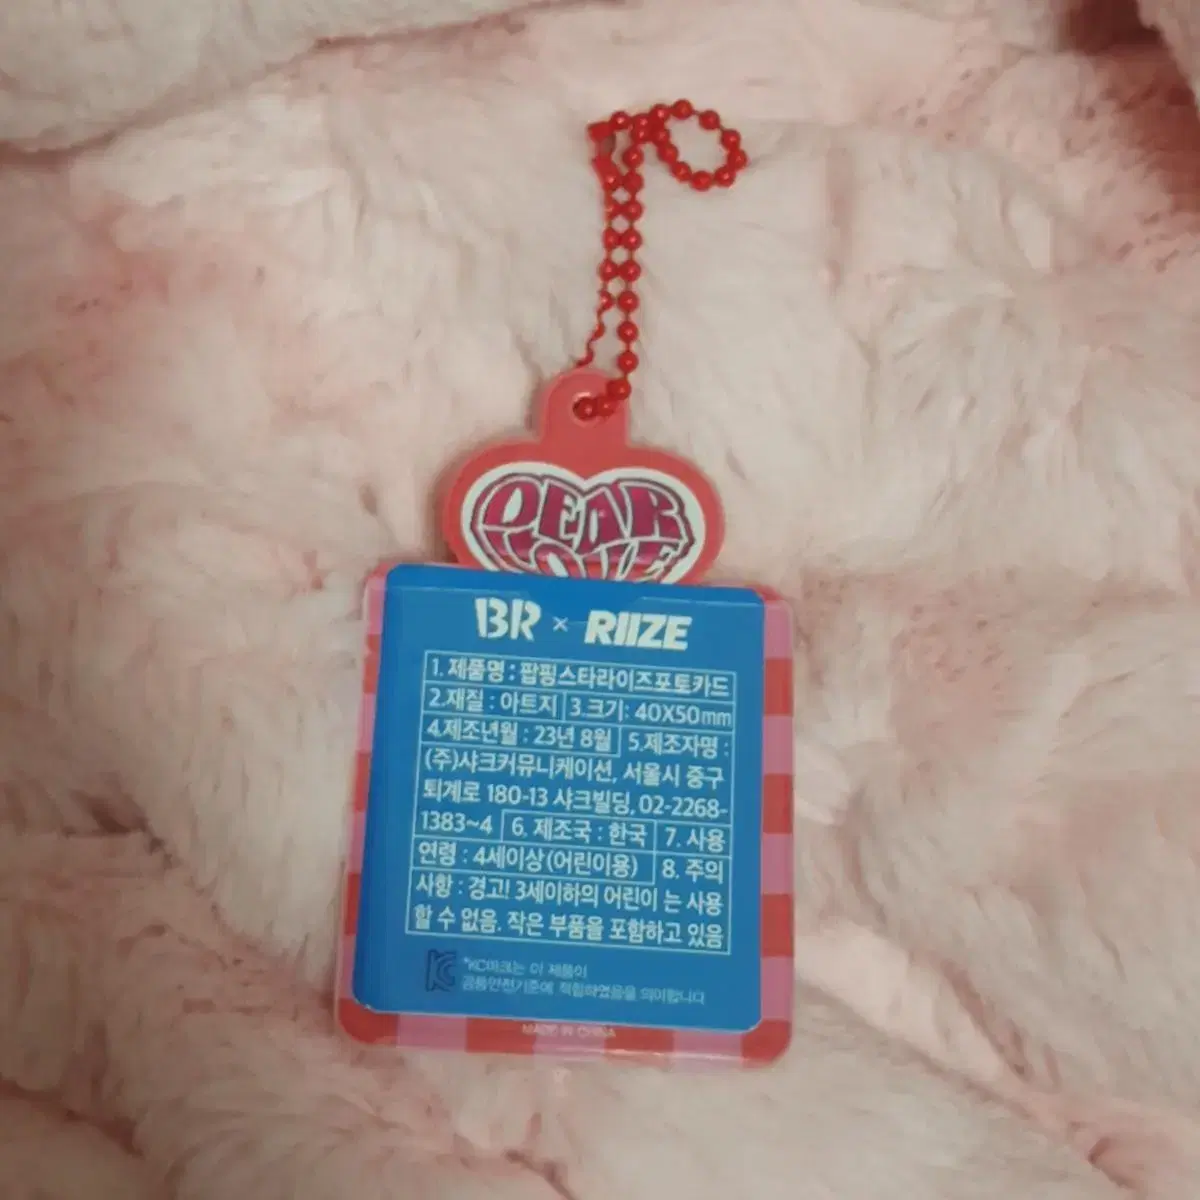 DEAR
LOVE
BR × RIIZE
1. 제품명 : 팝핑스타라이즈포토카드
2.재질 : 아트지 3.크기: 40X50mm
4.제조년월 : 23년 8월 5.제조자명 :
(주)샤크커뮤니케이션, 서울시 중구
퇴계로 180-13 샤크빌딩, 02-2268-
1383~4 6. 제조국 : 한국 7. 사용
연령 : 4세이상(어린이용) 8. 주의
사항 : 경고! 3세이하의 어린이 는 사용
할 수 없음. 작은 부품을 포함하고 있음
*KC마크는 이 제품이
공통안전기준에 적합하였음을 의미합니다
MADE IN CHINA